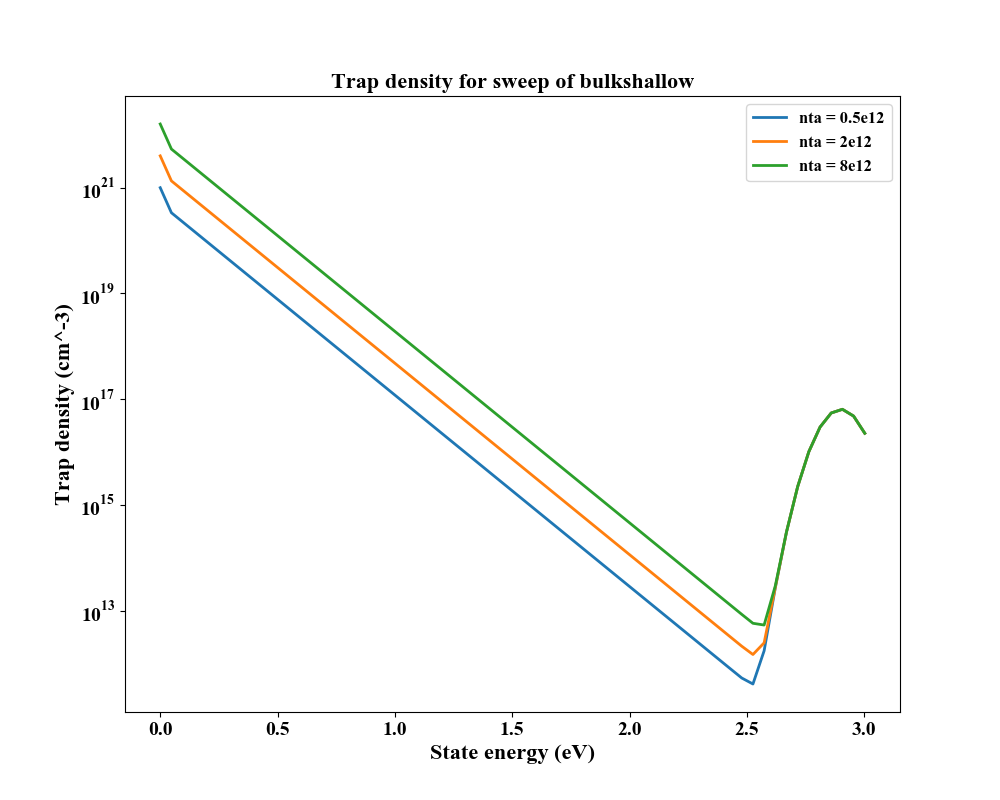 Trap density for sweep of bulkshallow
nta = 0.5e12
nta = 2e12
nta = 8e12
10^21
10^19
10^17
10^15
10^13
Trap density (cm^-3)
0.0 0.5 1.0 1.5 2.0 2.5 3.0
State energy (eV)